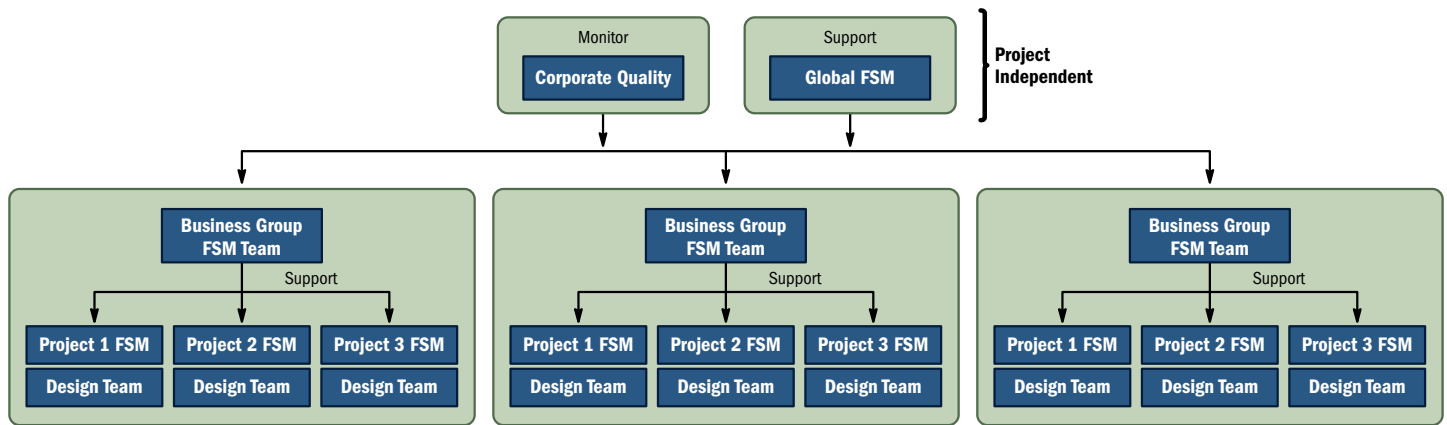 Monitor
Corporate Quality
Support
Global FSM
Project
Independent
Business Group
FSM Team
Support
Project 1 FSM
Project 2 FSM
Project 3 FSM
Design Team
Design Team
Design Team
Business Group
FSM Team
Support
Project 1 FSM
Project 2 FSM
Project 3 FSM
Design Team
Design Team
Design Team
Business Group
FSM Team
Support
Project 1 FSM
Project 2 FSM
Project 3 FSM
Design Team
Design Team
Design Team